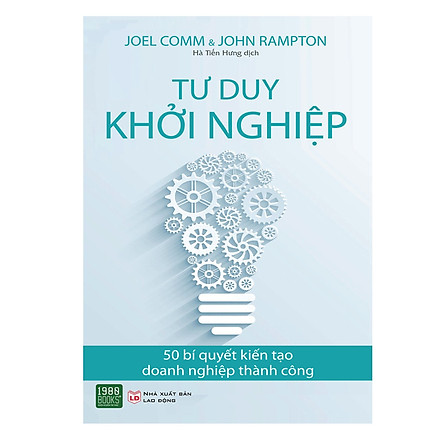 JOEL COMM & JOHN RAMPTON
Hà Tiến Hưng dịch
TƯ DUY
KHỞI NGHIỆP
50 bí quyết kiến tạo
doanh nghiệp thành công
1980
BOOKS
LĐ
NHÀ XUẤT BẢN
LAO ĐỘNG